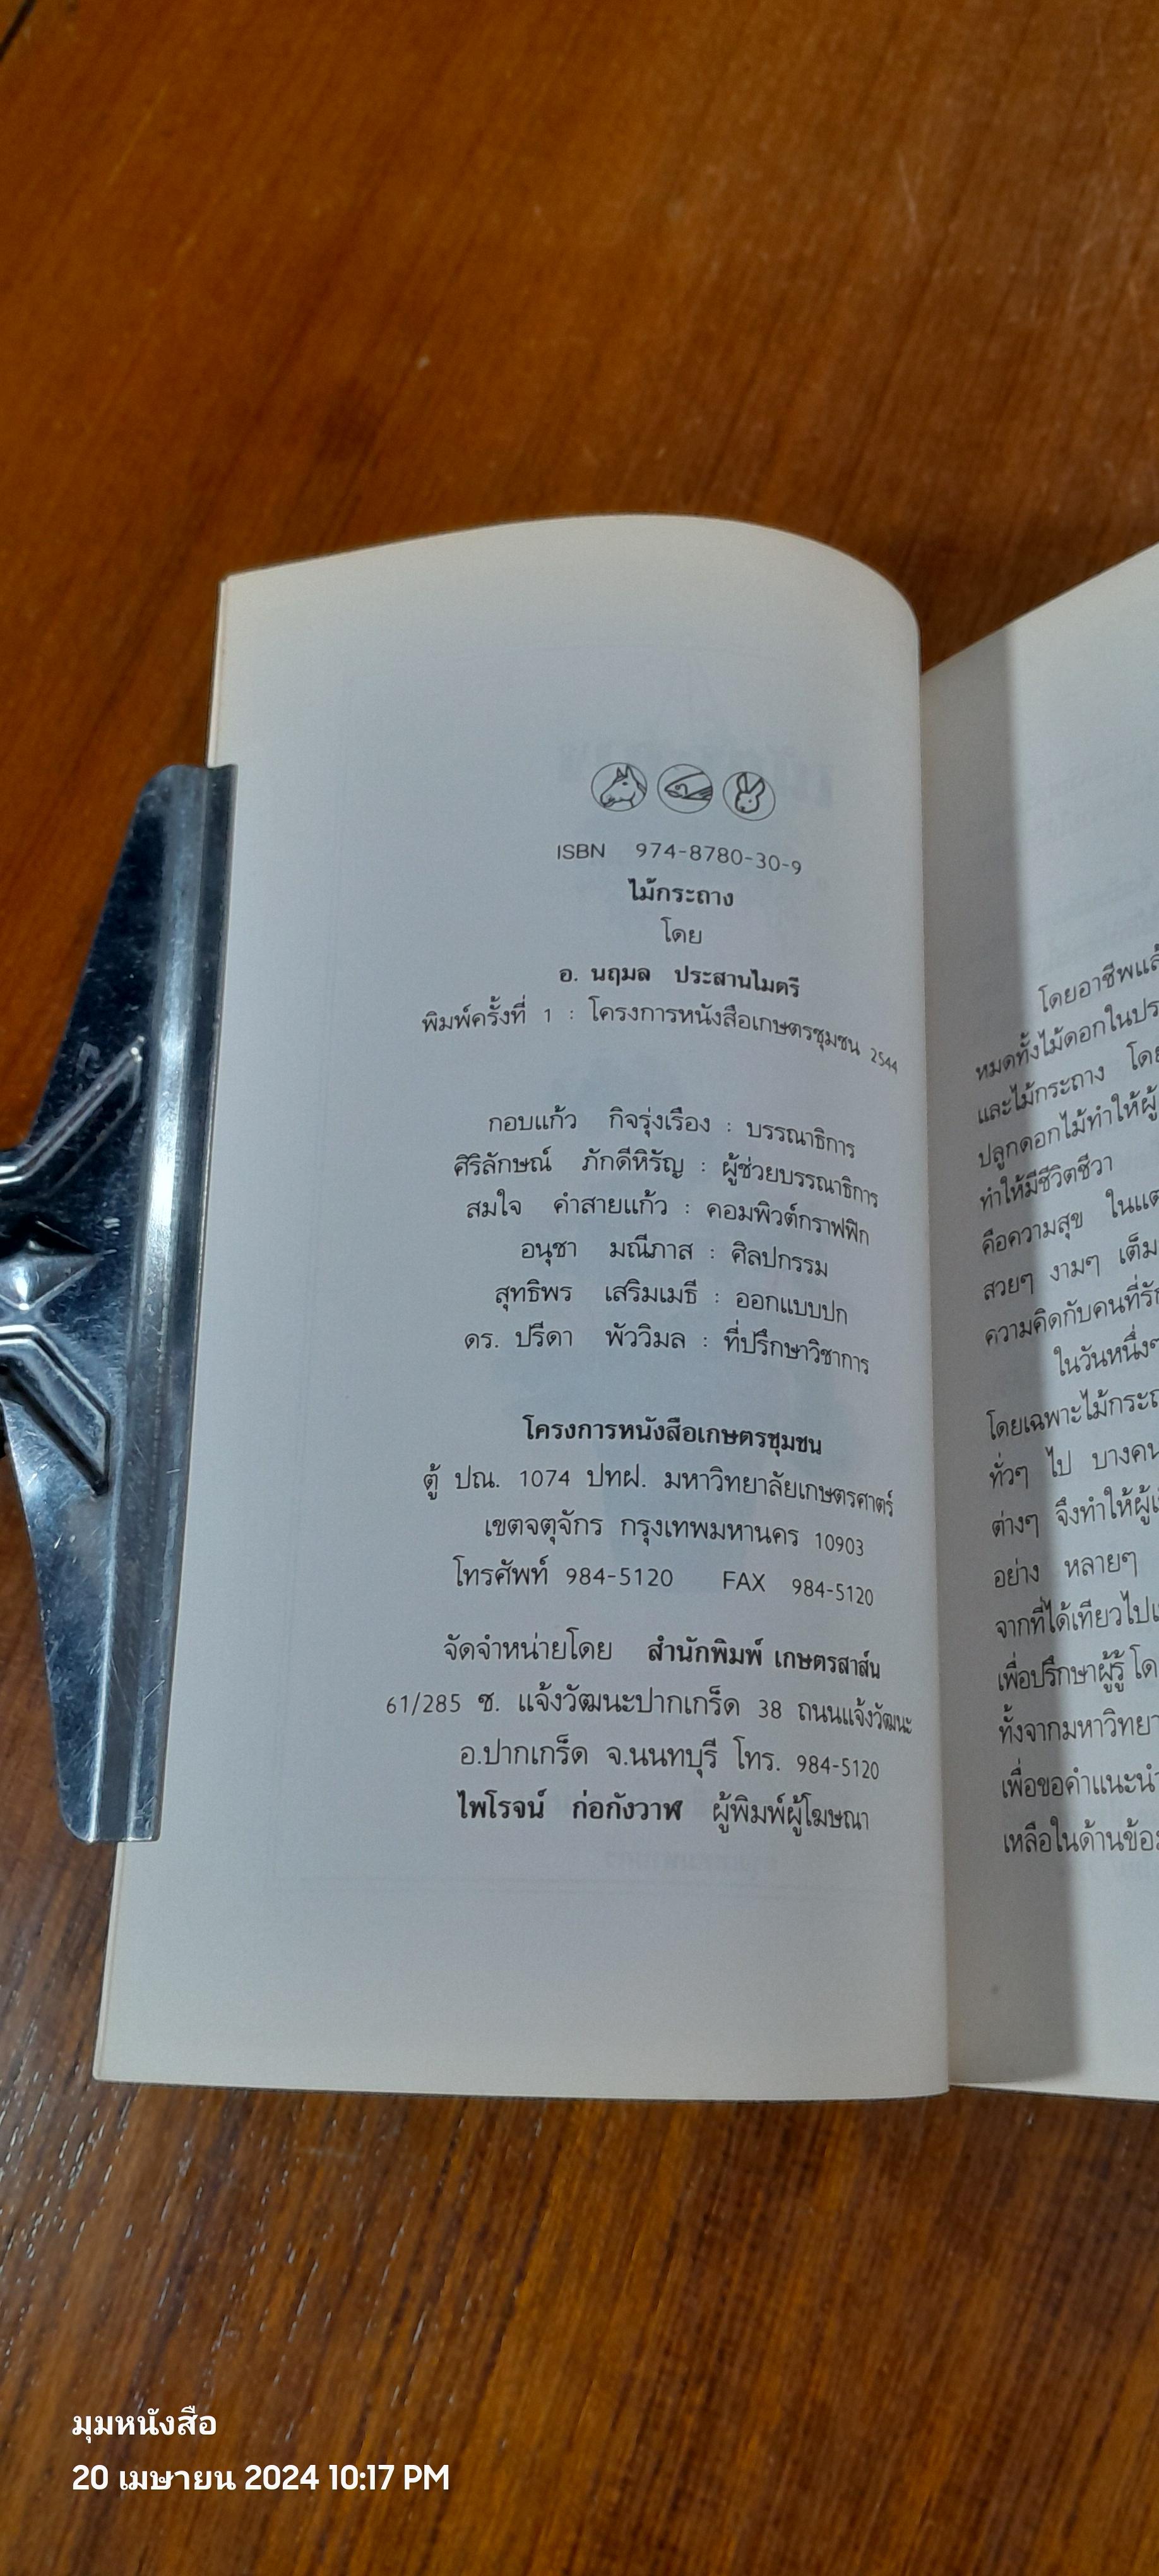 ISBN 974-8780-30-9
ไม้กระถาง
โดย
อ. นฤมล ประสานไมตรี
พิมพ์ครั้งที่ 1 : โครงการหนังสือเกษตรชุมชน 2544
กอบแก้ว กิจรุ่งเรือง : บรรณาธิการ
ศิริลักษณ์ ภักดีหิรัญ : ผู้ช่วยบรรณาธิการ
สมใจ คำสายแก้ว : คอมพิวต์กราฟฟิก
อนุชา มณีภาส : ศิลปกรรม
สุทธิพร เสริมเมธี : ออกแบบปก
ดร. ปรีดา พัววิมล : ที่ปรึกษาวิชาการ
โครงการหนังสือเกษตรชุมชน
ตู้ ปณ. 1074 ปทฝ. มหาวิทยาลัยเกษตรศาตร์
เขตจตุจักร กรุงเทพมหานคร 10903
โทรศัพท์ 984-5120 FAX 984-5120
จัดจำหน่ายโดย สำนักพิมพ์ เกษตรสาส์น
61/285 ซ. แจ้งวัฒนะปากเกร็ด 38 ถนนแจ้งวัฒนะ
อ.ปากเกร็ด จ.นนทบุรี โทร. 984-5120
ไพโรจน์ ก่อกังวาฬ ผู้พิมพ์ผู้โฆษณา
โดยอาชีพแล้
หมดทั้งไม้ดอกในปร
และไม้กระถาง โดย
ปลูกดอกไม้ทำให้ผู้
ทำให้มีชีวิตชีวา
คือความสุข ในแต
สวยๆ งามๆ เต็ม
ความคิดกับคนที่รัก
ในวันหนึ่งๆ
โดยเฉพาะไม้กระถ
ทั่วๆ ไป บางคน
ต่างๆ จึงทำให้ผู้เ
อย่าง หลายๆ
จากที่ได้เทียวไปเ
เพื่อปรึกษาผู้รู้ โด
ทั้งจากมหาวิทยา
เพื่อขอคำแนะนำ
เหลือในด้านข้อม
มุมหนังสือ
20 เมษายน 2024 10:17 PM